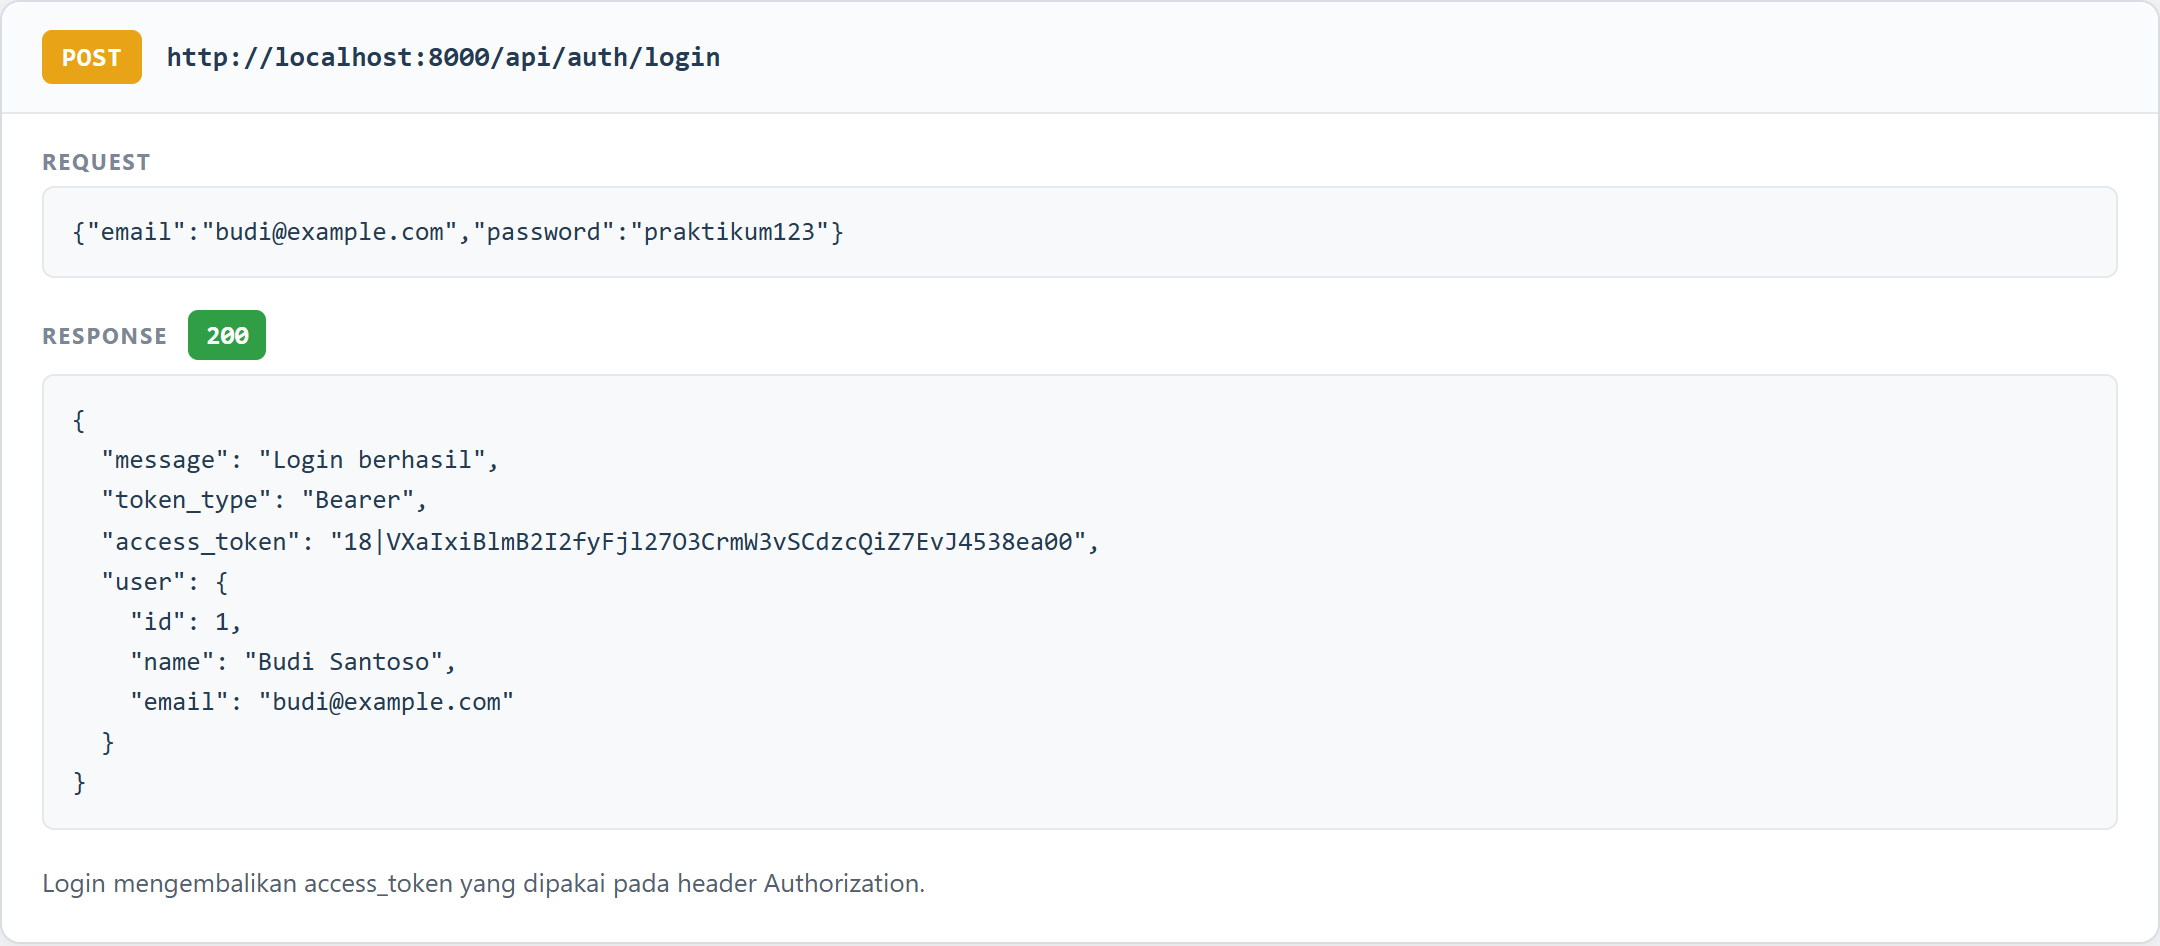 POST http://localhost:8000/api/auth/login
REQUEST
{"email":"budi@example.com","password":"praktikum123"}
RESPONSE 200
{
  "message": "Login berhasil",
  "token_type": "Bearer",
  "access_token": "18|VXaIxiBlmB2I2fyFjl27O3CrmW3vSCdzcQiZ7EvJ4538ea00",
  "user": {
    "id": 1,
    "name": "Budi Santoso",
    "email": "budi@example.com"
  }
}
Login mengembalikan access_token yang dipakai pada header Authorization.